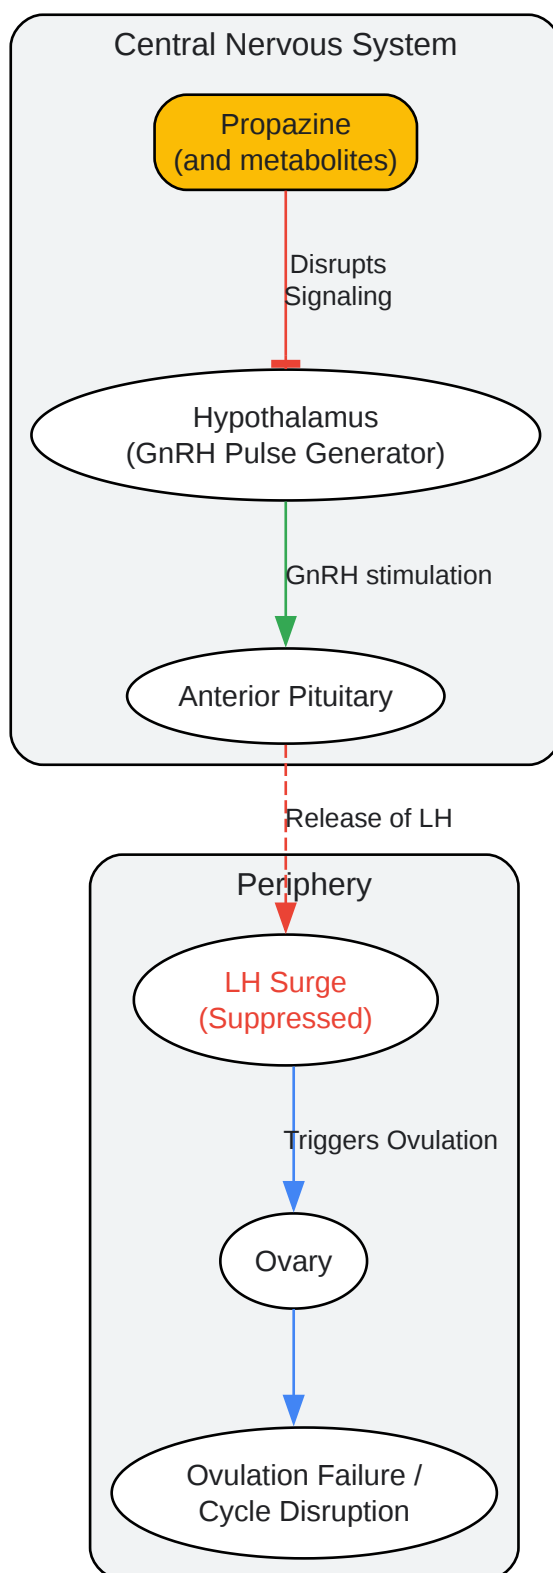 Central Nervous System
Propazine
(and metabolites)
Disrupts
Signaling
Hypothalamus
(GnRH Pulse Generator)
GnRH stimulation
Anterior Pituitary
Release of LH
Periphery
LH Surge
(Suppressed)
Triggers Ovulation
Ovary
Ovulation Failure /
Cycle Disruption